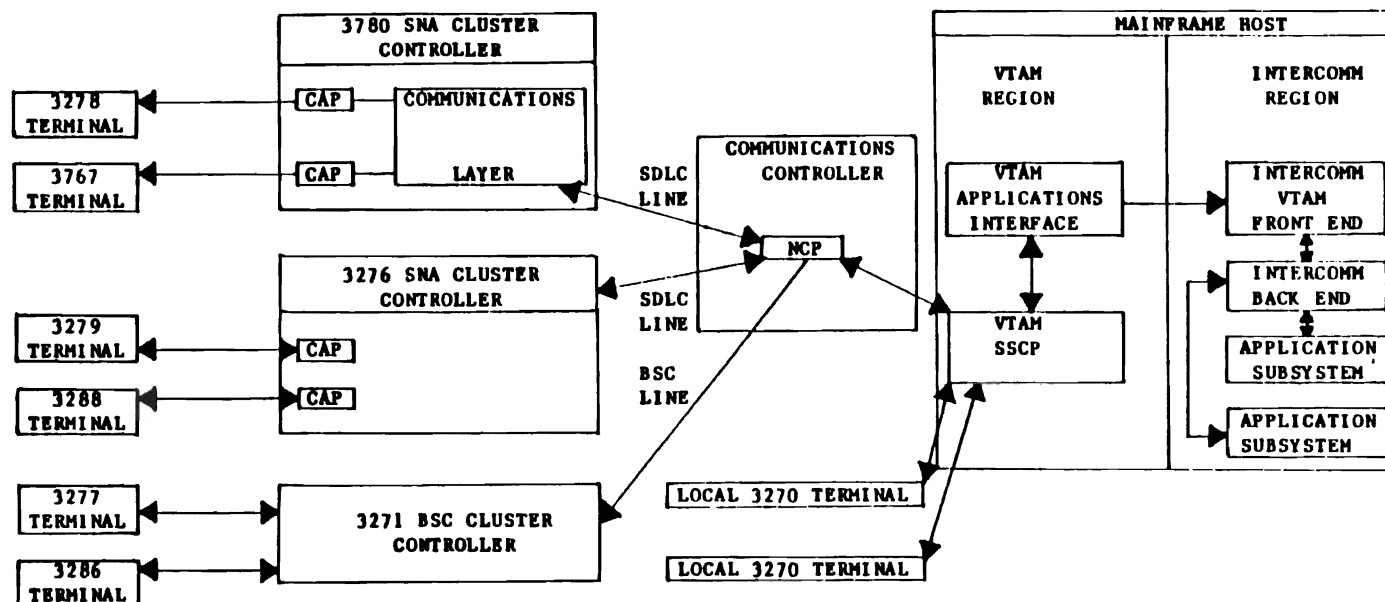 3780 SNA CLUSTER
CONTROLLER
3278
TERMINAL
CAP
COMMUNICATIONS
3767
TERMINAL
CAP
LAYER
3276 SNA CLUSTER
CONTROLLER
3279
TERMINAL
CAP
3288
TERMINAL
CAP
3277
TERMINAL
3286
TERMINAL
3271 BSC CLUSTER
CONTROLLER
SDLC
LINE
SDLC
LINE
BSC
LINE
COMMUNICATIONS
CONTROLLER
NCP
LOCAL 3270 TERMINAL
LOCAL 3270 TERMINAL
MAINFRAME HOST
VTAM
REGION
VTAM
APPLICATIONS
INTERFACE
VTAM
SSCP
INTERCOMM
REGION
INTERCOMM
VTAM
FRONT END
INTERCOMM
BACK END
APPLICATION
SUBSYSTEM
APPLICATION
SUBSYSTEM